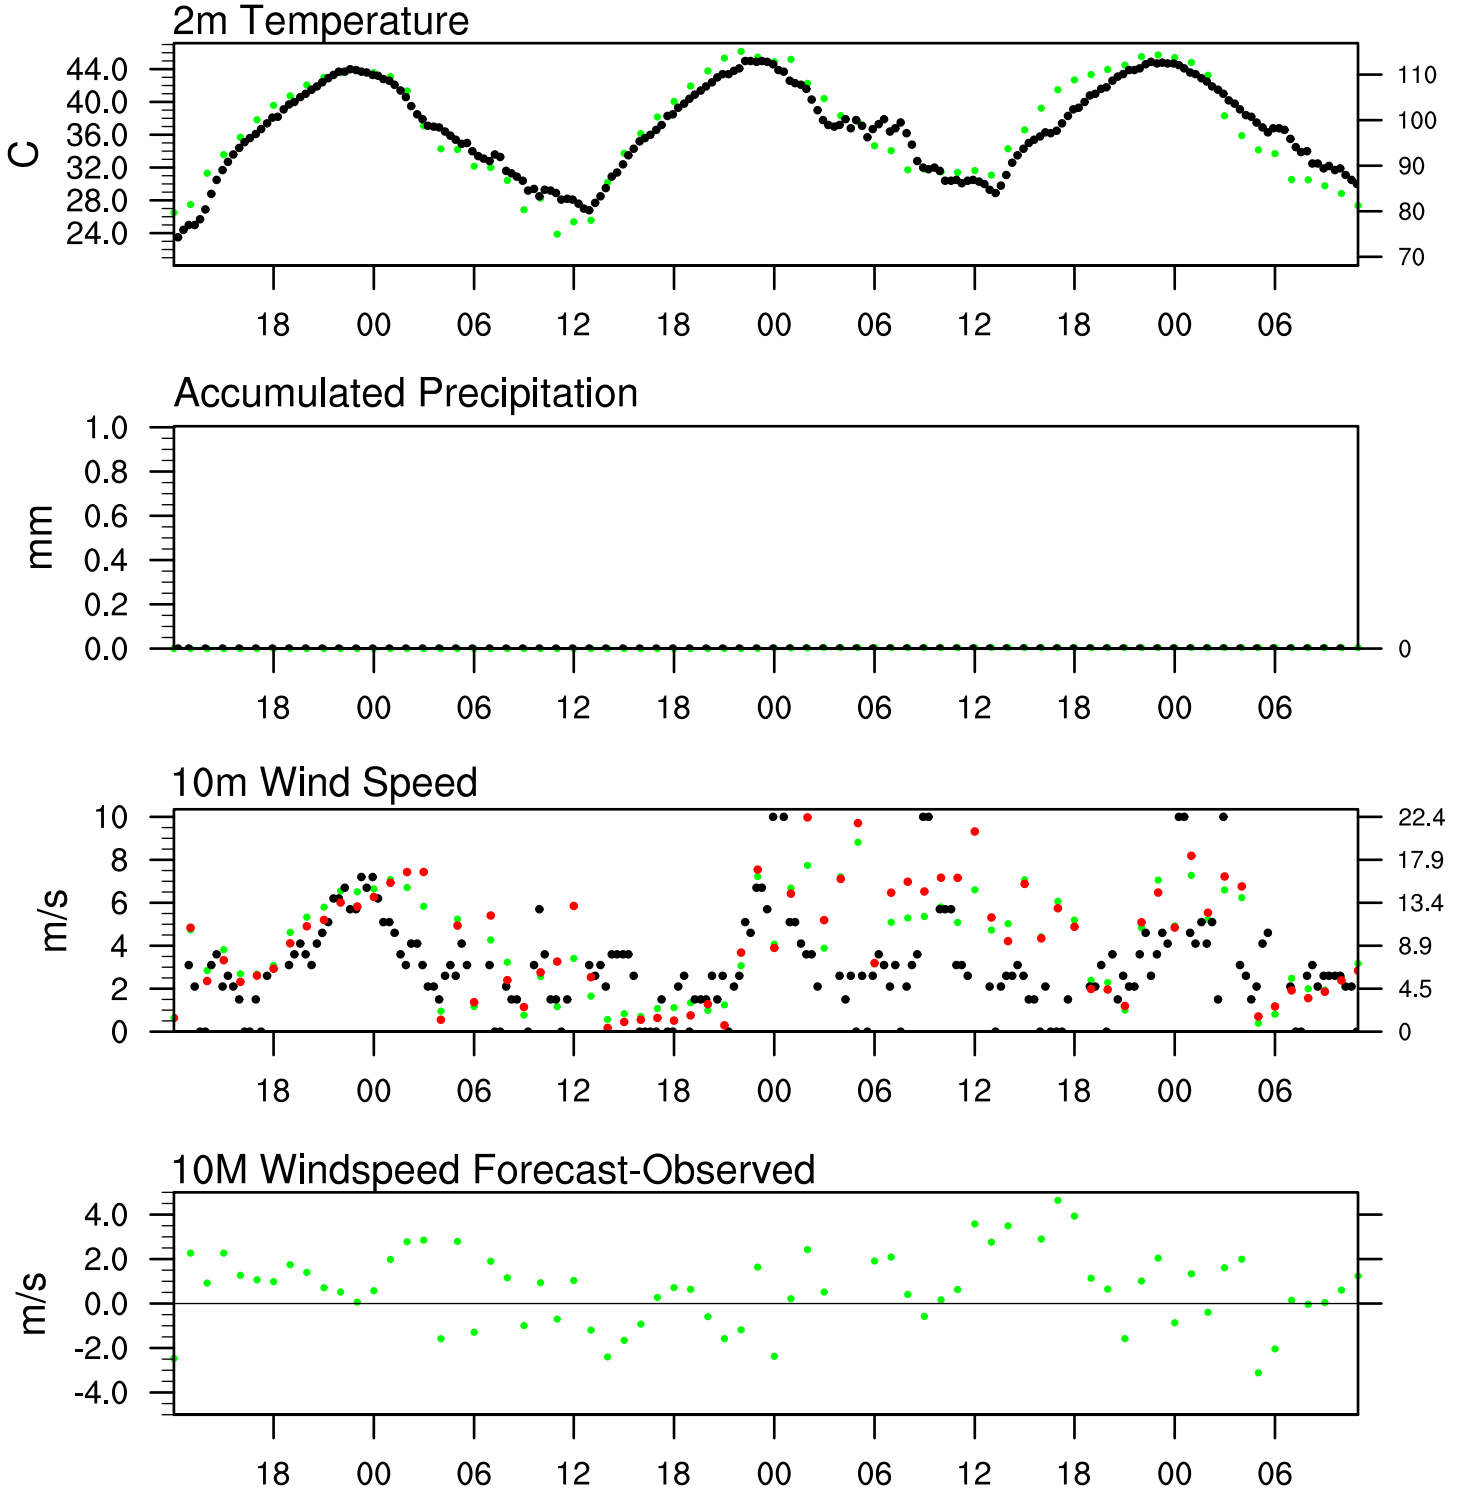 2m Temperature
44.0
40.0
36.0
32.0
28.0
24.0
C
110
100
90
80
70
18 00 06 12 18 00 06 12 18 00 06
Accumulated Precipitation
1.0
0.8
0.6
0.4
0.2
0.0
mm
0
18 00 06 12 18 00 06 12 18 00 06
10m Wind Speed
10
8
6
4
2
0
m/s
22.4
17.9
13.4
8.9
4.5
0
18 00 06 12 18 00 06 12 18 00 06
10M Windspeed Forecast-Observed
4.0
2.0
0.0
-2.0
-4.0
m/s
18 00 06 12 18 00 06 12 18 00 06